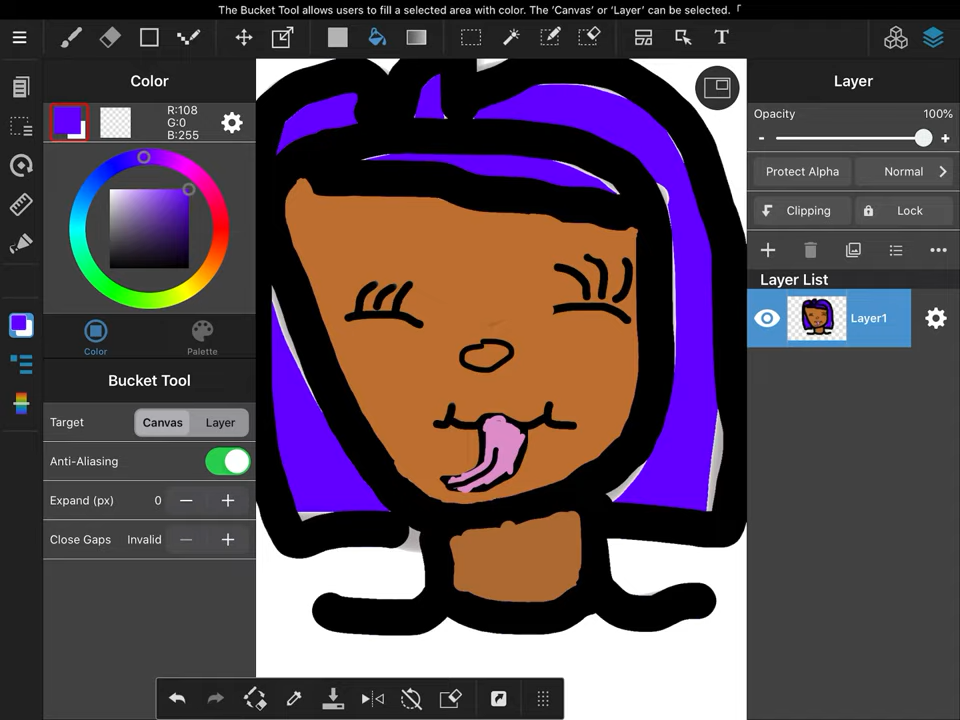 The Bucket Tool allows users to fill a selected area with color. The ‘Canvas’ or ‘Layer’ can be selected. 「
T
Color
R:108
G:0
B:255
Color
Palette
Bucket Tool
Target
Canvas
Layer
Anti-Aliasing
Expand (px)
0
-
+
Close Gaps
Invalid
-
+
Layer
Opacity
100%
-
+
Protect Alpha
Normal
Clipping
Lock
Layer List
Layer1